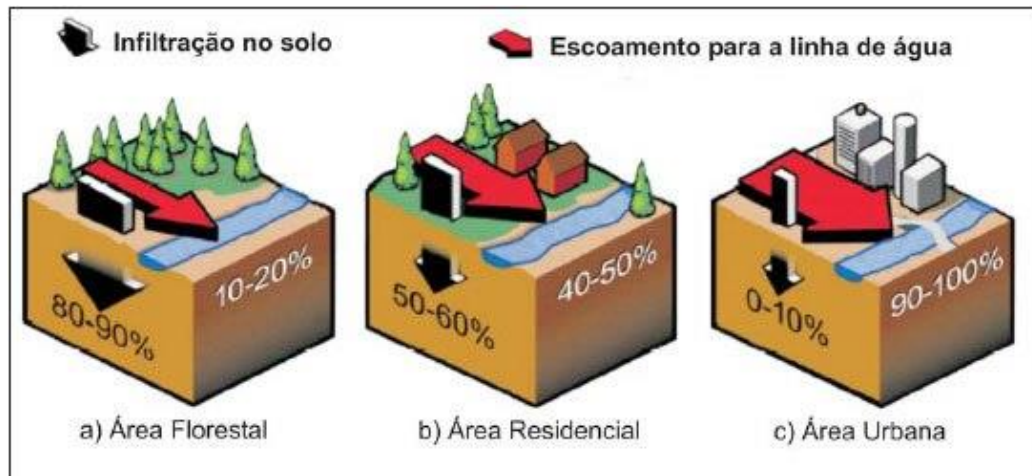 Infiltração no solo
Escoamento para a linha de água
80-90%
10-20%
50-60%
40-50%
0-10%
90-100%
a) Área Florestal
b) Área Residencial
c) Área Urbana